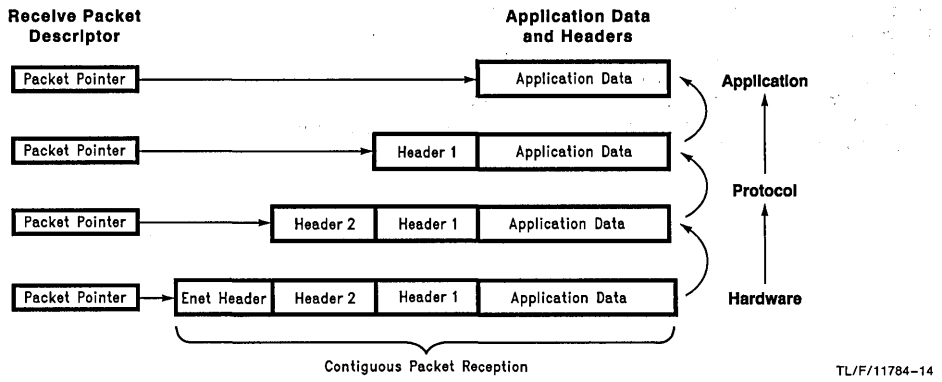 Receive Packet
Descriptor
Application Data
and Headers
Packet Pointer
Application Data
Application
Packet Pointer
Header 1
Application Data
Protocol
Packet Pointer
Header 2
Header 1
Application Data
Packet Pointer
Enet Header
Header 2
Header 1
Application Data
Hardware
Contiguous Packet Reception
TL/F/11784-14